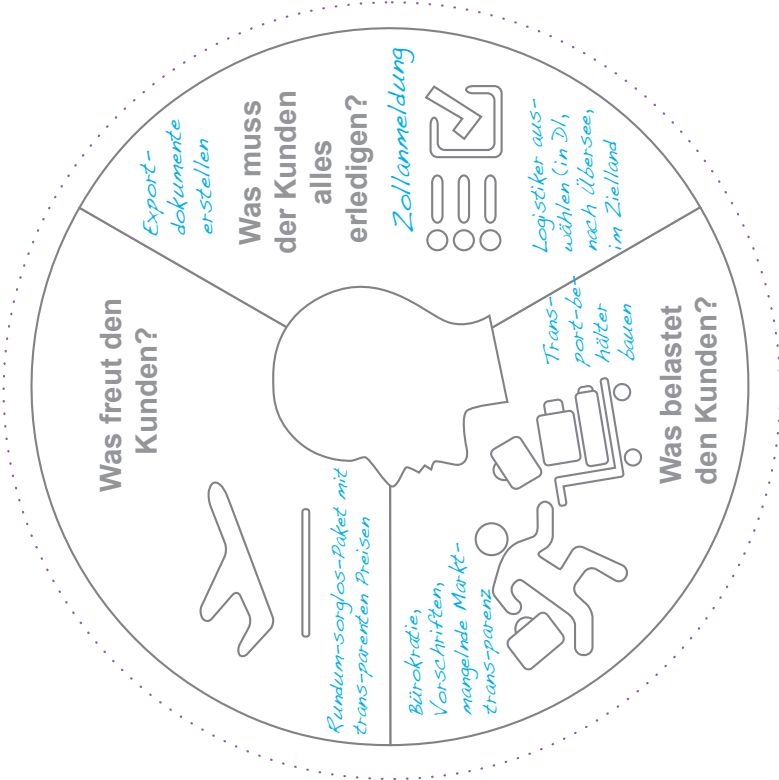 Was freut den
Kunden?
Rundum-sorglos-Paket mit
trans-parenten Preisen
Export-
dokumente
erstellen
Was muss
der Kunden
alles
erledigen?
Zollanmeldung
Logistiker aus-
wählen (in D|,
nach Übersee,
im Zielland
Bürokratie,
Vorschriften,
mangelnde Markt-
trans-parenz
Trans-
port-be-
hälter
bauen
Was belastet
den Kunden?